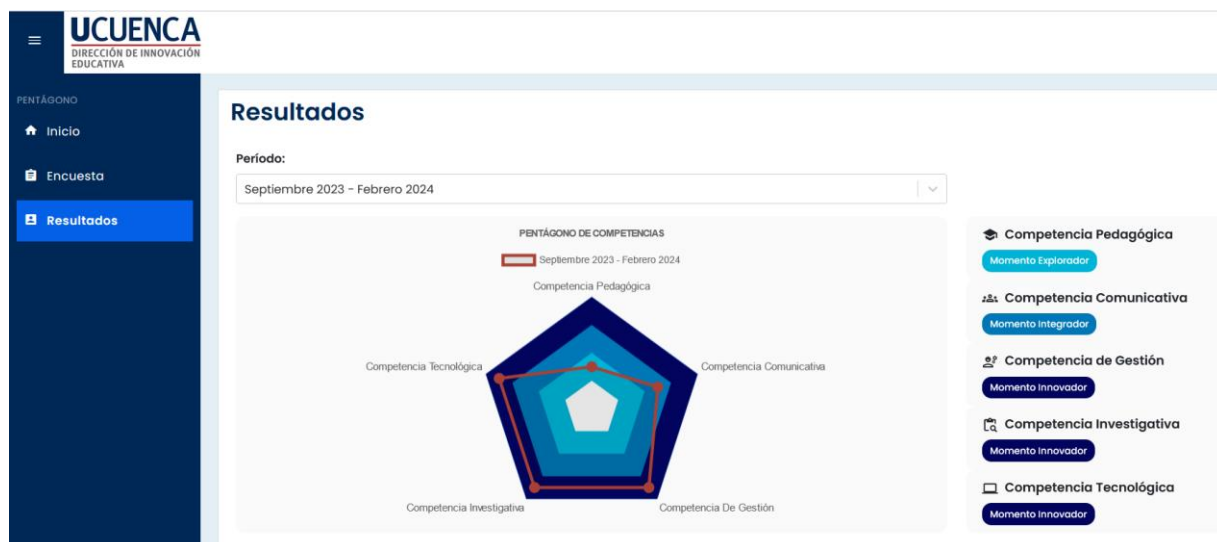 UCUENCA
DIRECCIÓN DE INNOVACIÓN
EDUCATIVA
PENTÁGONO
Inicio
Encuesta
Resultados
Resultados
Período:
Septiembre 2023 - Febrero 2024
PENTÁGONO DE COMPETENCIAS
Septiembre 2023 - Febrero 2024
Competencia Pedagógica
Competencia Tecnológica
Competencia Comunicativa
Competencia Investigativa
Competencia De Gestión
Competencia Pedagógica
Momento Explorador
Competencia Comunicativa
Momento Integrador
Competencia de Gestión
Momento Innovador
Competencia Investigativa
Momento Innovador
Competencia Tecnológica
Momento Innovador